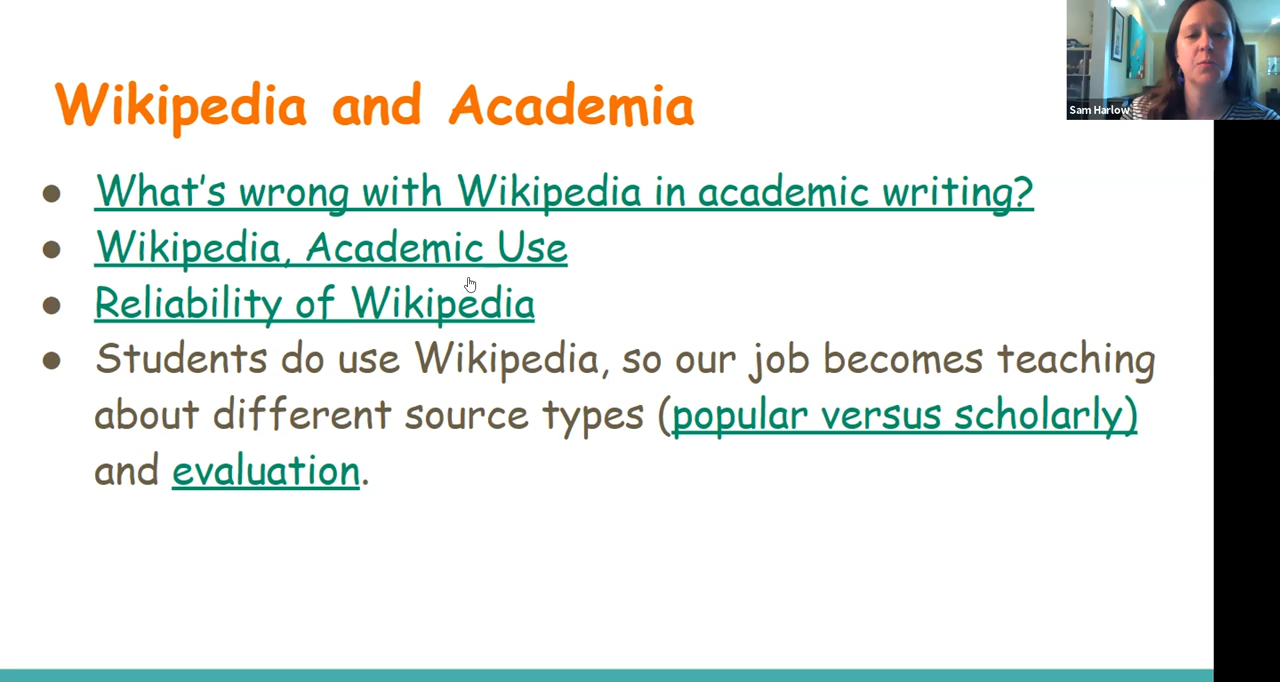 Wikipedia and Academia
Sam Harlow
● What's wrong with Wikipedia in academic writing?
● Wikipedia, Academic Use
● Reliability of Wikipedia
● Students do use Wikipedia, so our job becomes teaching
about different source types (popular versus scholarly)
and evaluation.